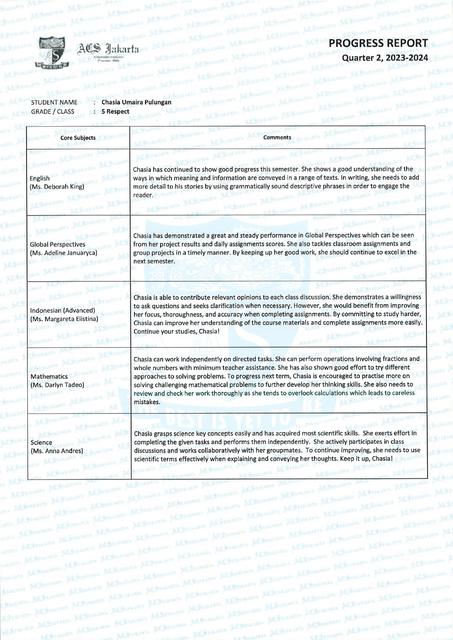 ACS Jakarta
PROGRESS REPORT
Quarter 2, 2023-2024
STUDENT NAME : Chasia Umaira Pulungan
GRADE / CLASS : 5 Respect
Core Subjects
Comments
English
(Ms. Deborah King)
Chasia has continued to show good progress this semester. She shows a good understanding of the
ways in which meaning and information are conveyed in a range of texts. In writing, she needs to add
more detail to his stories by using grammatically sound descriptive phrases in order to engage the
reader.
Global Perspectives
(Ms. Adeline Januaryca)
Chasia has demonstrated a great and steady performance in Global Perspectives which can be seen
from her project results and daily assignments scores. She also tackles classroom assignments and
group projects in a timely manner. By keeping up her good work, she should continue to excel in the
next semester.
Indonesian (Advanced)
(Ms. Margareta Elistina)
Chasia is able to contribute relevant opinions to each class discussion. She demonstrates a willingness
to ask questions and seeks clarification when necessary. However, she would benefit from improving
her focus, thoroughness, and accuracy when completing assignments. By committing to study harder,
Chasia can improve her understanding of the course materials and complete assignments more easily.
Continue your studies, Chasia!
Mathematics
(Ms. Darlyn Tadeo)
Chasia can work independently on directed tasks. She can perform operations involving fractions and
whole numbers with minimum teacher assistance. She has also shown good effort to try different
approaches to solving problems. To progress next term, Chasia is encouraged to practise more on
solving challenging mathematical problems to further develop her thinking skills. She also needs to
review and check her work thoroughly as she tends to overlook calculations which leads to careless
mistakes.
Science
(Ms. Anna Andres)
Chasia grasps science key concepts easily and has acquired most scientific skills. She exerts effort in
completing the given tasks and performs them independently. She actively participates in class
discussions and works collaboratively with her groupmates. To continue improving, she needs to use
scientific terms effectively when explaining and conveying her thoughts. Keep it up, Chasia!